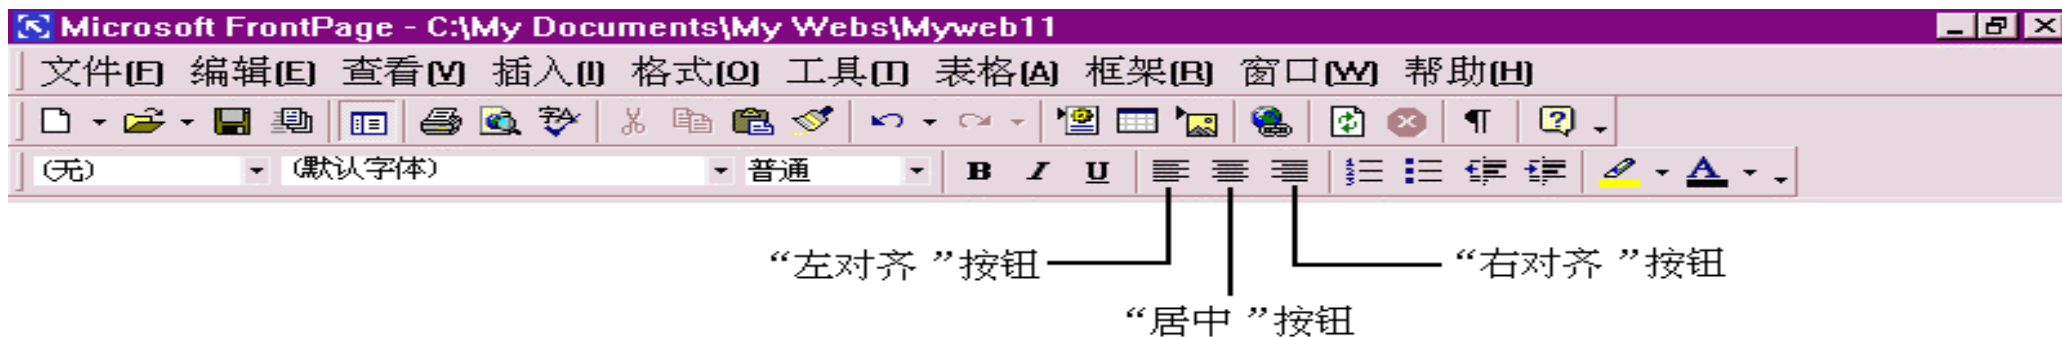 Microsoft FrontPage - C:\My Documents\My Webs\Myweb11
文件(F) 编辑(E) 查看(V) 插入(I) 格式(O) 工具(T) 表格(A) 框架(R) 窗口(W) 帮助(H)
(无) (默认字体) 普通 B I U A
“左对齐 ”按钮 “右对齐 ”按钮
“居中 ”按钮